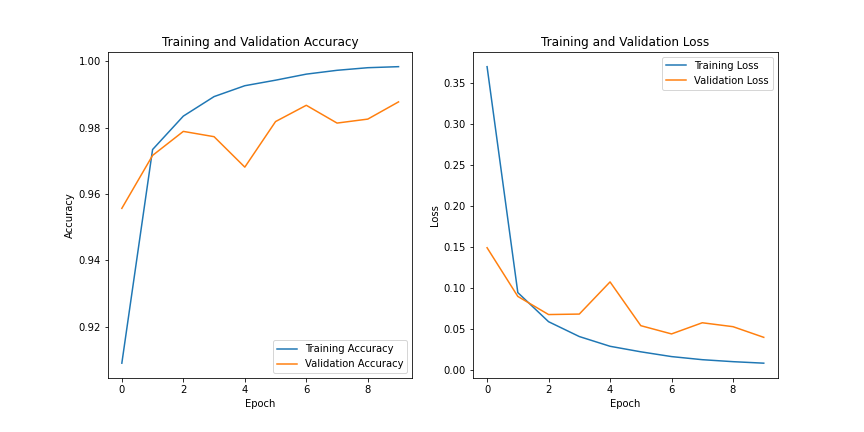 Training and Validation Accuracy
1.00
0.98
0.96
0.94
0.92
Accuracy
0
2
4
6
8
Epoch
Training Accuracy
Validation Accuracy
Training and Validation Loss
0.35
0.30
0.25
0.20
0.15
0.10
0.05
0.00
Loss
0
2
4
6
8
Epoch
Training Loss
Validation Loss